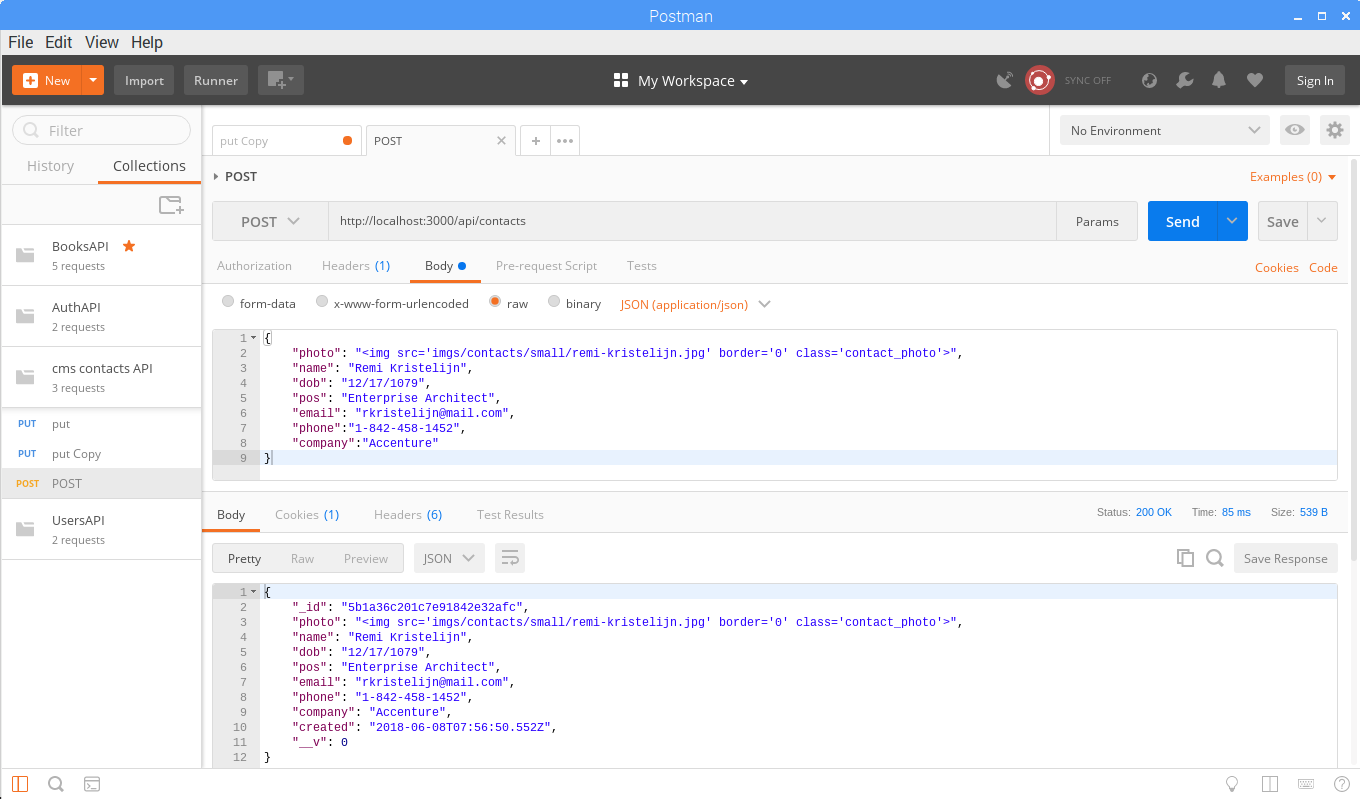 Postman
File Edit View Help
New Import Runner My Workspace SYNC OFF Sign In
Filter
History Collections
BooksAPI
5 requests
AuthAPI
2 requests
cms contacts API
3 requests
PUT put
PUT put Copy
POST POST
UsersAPI
2 requests
put Copy POST + ••• No Environment
POST Examples (0)
POST http://localhost:3000/api/contacts Params Send Save
Authorization Headers (1) Body Pre-request Script Tests Cookies Code
form-data x-www-form-urlencoded raw binary JSON (application/json)
1 {
2 "photo": "<img src='imgs/contacts/small/remi-kristelijn.jpg' border='0' class='contact_photo'>",
3 "name": "Remi Kristelijn",
4 "dob": "12/17/1079",
5 "pos": "Enterprise Architect",
6 "email": "rkristelijn@mail.com",
7 "phone":"1-842-458-1452",
8 "company":"Accenture"
9 }
Body Cookies (1) Headers (6) Test Results Status: 200 OK Time: 85 ms Size: 539 B
Pretty Raw Preview JSON Save Response
1 {
2 "_id": "5b1a36c201c7e91842e32afc",
3 "photo": "<img src='imgs/contacts/small/remi-kristelijn.jpg' border='0' class='contact_photo'>",
4 "name": "Remi Kristelijn",
5 "dob": "12/17/1079",
6 "pos": "Enterprise Architect",
7 "email": "rkristelijn@mail.com",
8 "phone": "1-842-458-1452",
9 "company": "Accenture",
10 "created": "2018-06-08T07:56:50.552Z",
11 "__v": 0
12 }